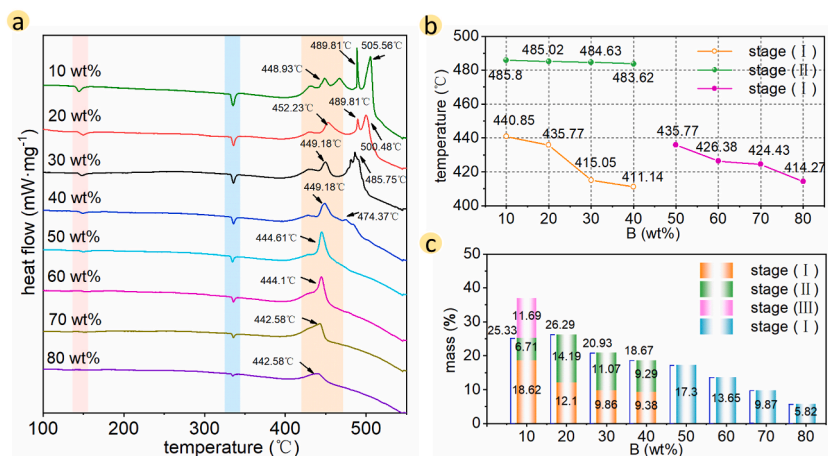 a
heat flow (mW·mg⁻¹)
10 wt%
20 wt%
30 wt%
40 wt%
50 wt%
60 wt%
70 wt%
80 wt%
489.81℃
505.56℃
448.93℃
452.23℃
489.81℃
500.48℃
449.18℃
485.75℃
449.18℃
474.37℃
444.61℃
444.1℃
442.58℃
442.58℃
100 200 300 400 500
temperature (℃)
b
temperature (℃)
500
480
460
440
420
400
485.8
485.02
484.63
483.62
440.85
435.77
415.05
411.14
435.77
426.38
424.43
414.27
stage (Ⅰ)
stage (Ⅱ)
stage (Ⅰ)
10 20 30 40 50 60 70 80
B (wt%)
c
mass (%)
50
40
30
20
10
0
stage (Ⅰ)
stage (Ⅱ)
stage (Ⅲ)
stage (Ⅰ)
25.33
11.69
6.71
18.62
26.29
14.19
12.1
20.93
11.07
9.86
18.67
9.29
9.38
17.3
13.65
9.87
5.82
10 20 30 40 50 60 70 80
B (wt%)